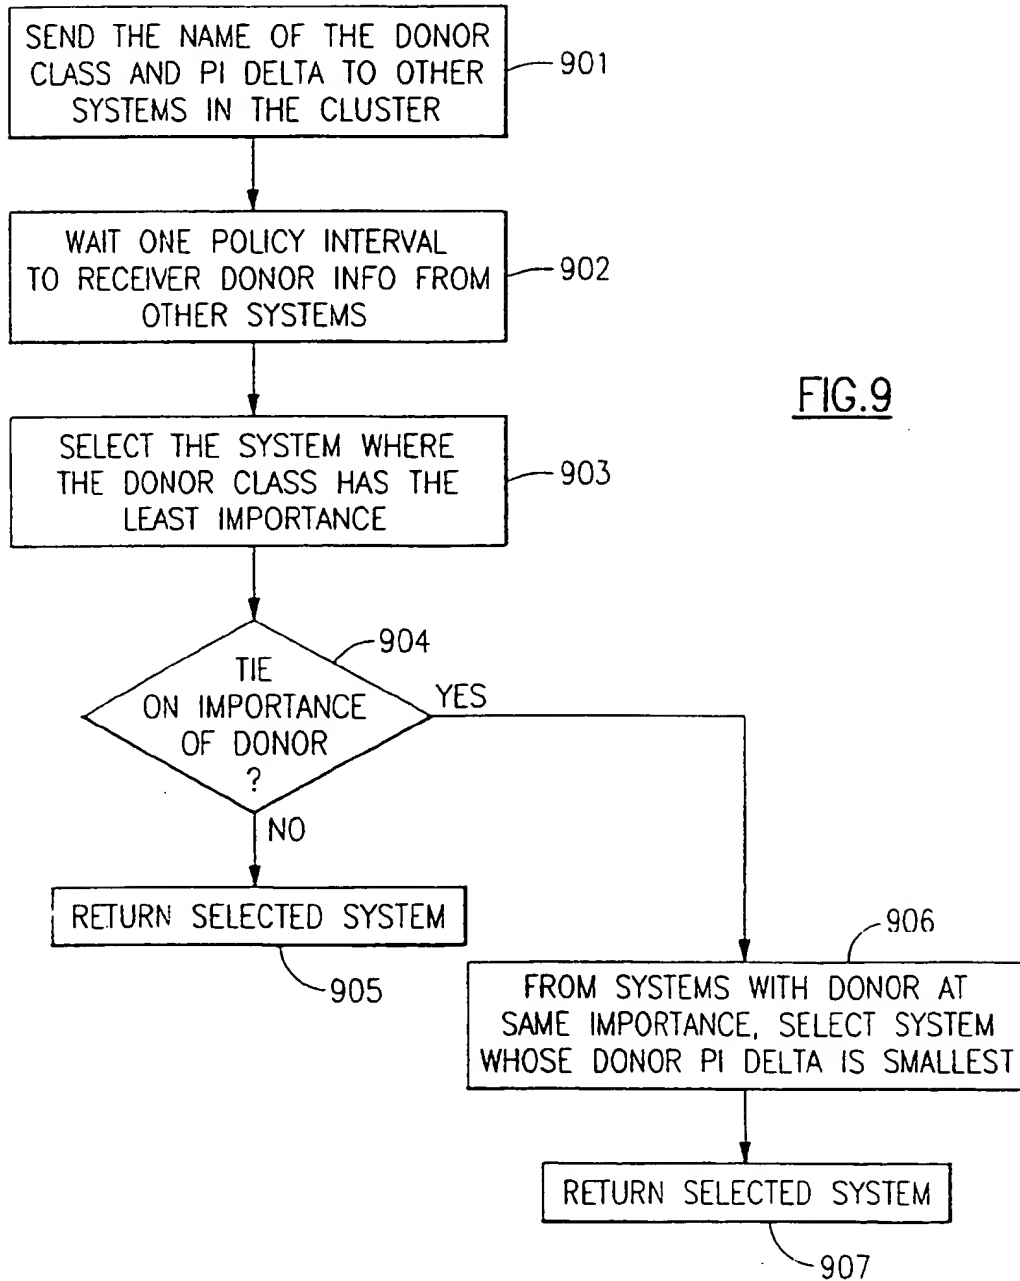 SEND THE NAME OF THE DONOR
CLASS AND PI DELTA TO OTHER
SYSTEMS IN THE CLUSTER
901
WAIT ONE POLICY INTERVAL
TO RECEIVER DONOR INFO FROM
OTHER SYSTEMS
902
FIG.9
SELECT THE SYSTEM WHERE
THE DONOR CLASS HAS THE
LEAST IMPORTANCE
903
904
TIE
ON IMPORTANCE
OF DONOR
?
YES
NO
RETURN SELECTED SYSTEM
905
906
FROM SYSTEMS WITH DONOR AT
SAME IMPORTANCE, SELECT SYSTEM
WHOSE DONOR PI DELTA IS SMALLEST
RETURN SELECTED SYSTEM
907